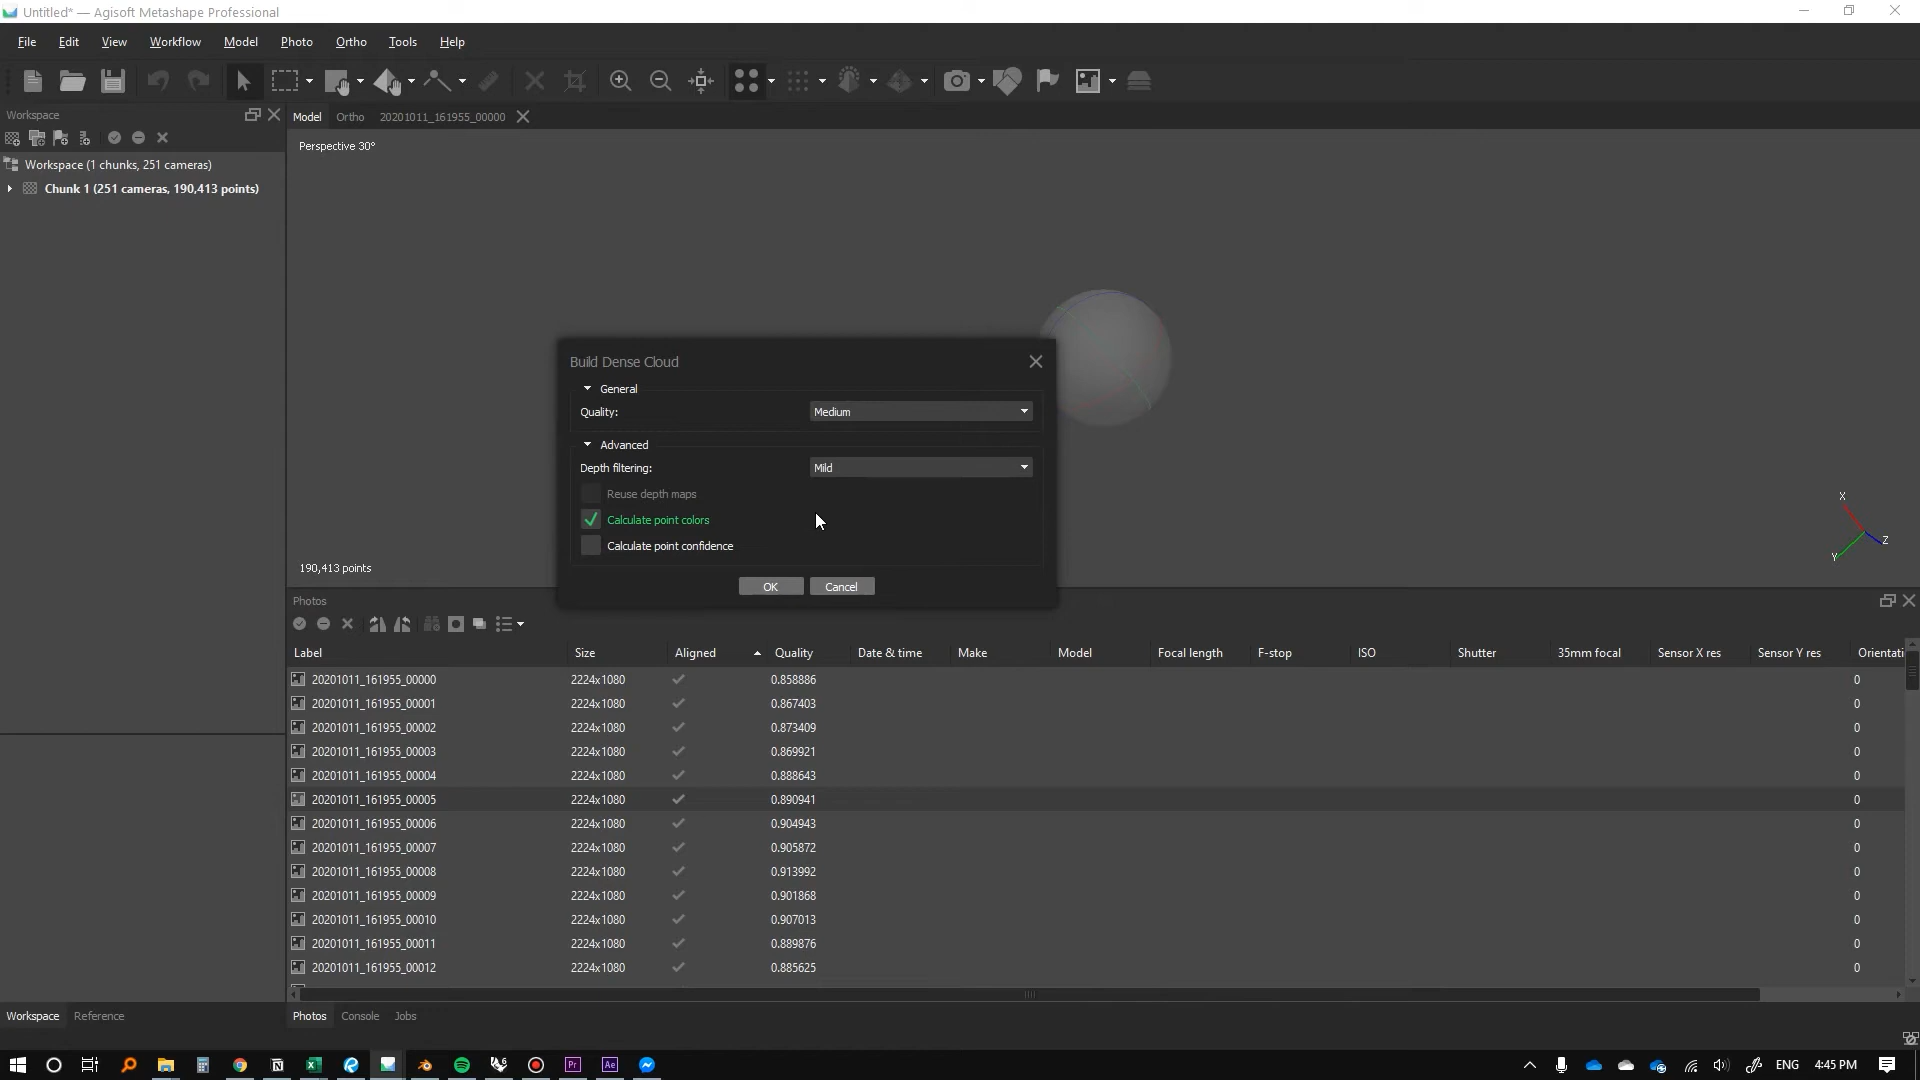 Untitled* — Agisoft Metashape Professional
File Edit View Workflow Model Photo Ortho Tools Help
Workspace
Model Ortho 20201011_161955_00000
Perspective 30°
Workspace (1 chunks, 251 cameras)
Chunk 1 (251 cameras, 190,413 points)
Build Dense Cloud
General
Quality: Medium
Advanced
Depth filtering: Mild
Reuse depth maps
Calculate point colors
Calculate point confidence
OK Cancel
X
Y
Z
190,413 points
Photos
Label Size Aligned Quality Date & time Make Model Focal length F-stop ISO Shutter 35mm focal Sensor X res Sensor Y res Orientati
20201011_161955_00000 2224x1080 0.858886 0
20201011_161955_00001 2224x1080 0.867403 0
20201011_161955_00002 2224x1080 0.873409 0
20201011_161955_00003 2224x1080 0.869921 0
20201011_161955_00004 2224x1080 0.888643 0
20201011_161955_00005 2224x1080 0.890941 0
20201011_161955_00006 2224x1080 0.904943 0
20201011_161955_00007 2224x1080 0.905872 0
20201011_161955_00008 2224x1080 0.913992 0
20201011_161955_00009 2224x1080 0.901868 0
20201011_161955_00010 2224x1080 0.907013 0
20201011_161955_00011 2224x1080 0.889876 0
20201011_161955_00012 2224x1080 0.885625 0
Workspace Reference Photos Console Jobs
Pr Ae ENG 4:45 PM